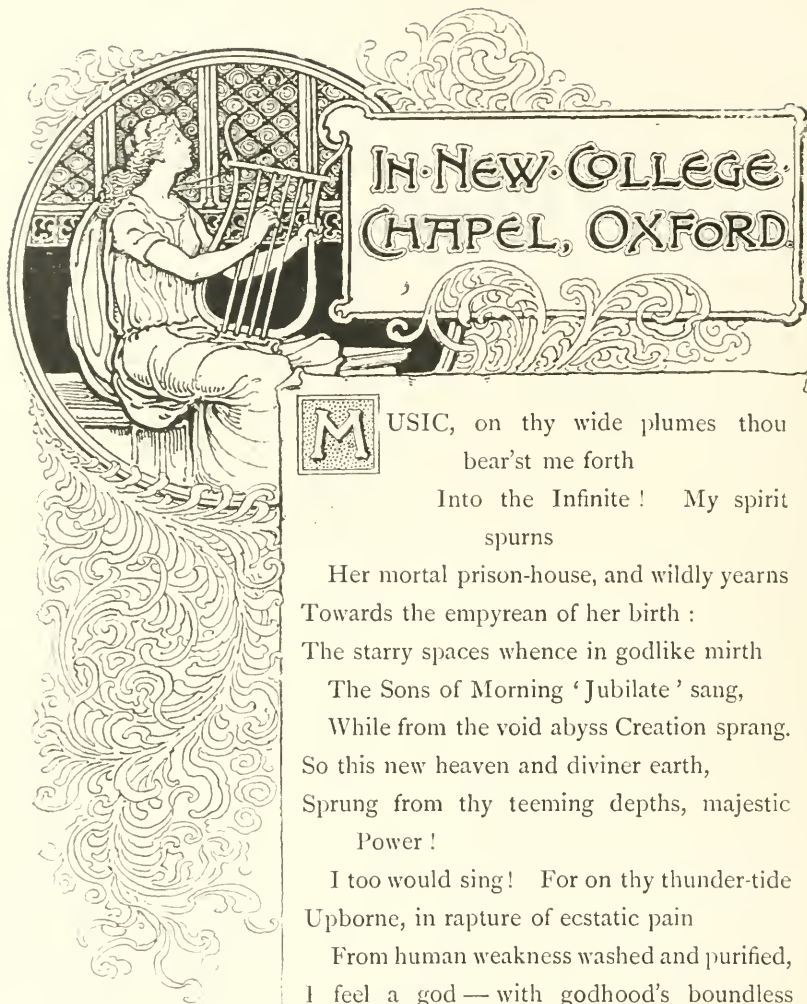 IN·NEW·COLLEGE·
CHAPEL, OXFORD.
MUSIC, on thy wide plumes thou
bear'st me forth
Into the Infinite ! My spirit
spurns
Her mortal prison-house, and wildly yearns
Towards the empyrean of her birth :
The starry spaces whence in godlike mirth
The Sons of Morning ‘Jubilate’ sang,
While from the void abyss Creation sprang.
So this new heaven and diviner earth,
Sprung from thy teeming depths, majestic
Power !
I too would sing! For on thy thunder-tide
Upborne, in rapture of ecstatic pain
From human weakness washed and purified,
I feel a god — with godhood's boundless